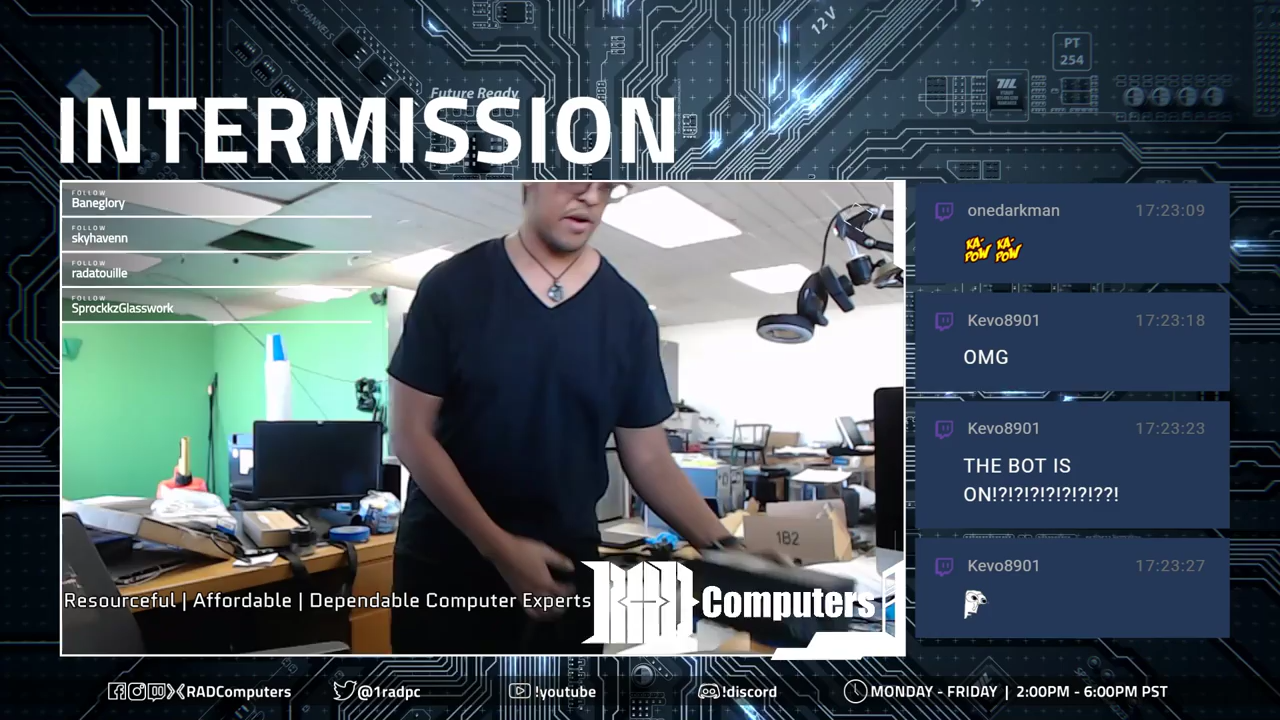 -CHANNELS
12V
PT
254
Future Ready
INTERMISSION
FOLLOW
Baneglory
FOLLOW
skyhavenn
FOLLOW
radatouille
FOLLOW
SprockkzGlasswork
1B2
Resourceful | Affordable | Dependable Computer Experts
RAD Computers
onedarkman 17:23:09
KA-POW KA-POW
Kevo8901 17:23:18
OMG
Kevo8901 17:23:23
THE BOT IS
ON!?!?!?!?!?!?!??!
Kevo8901 17:23:27
RADComputers
@1radpc
!youtube
!discord
MONDAY - FRIDAY | 2:00PM - 6:00PM PST